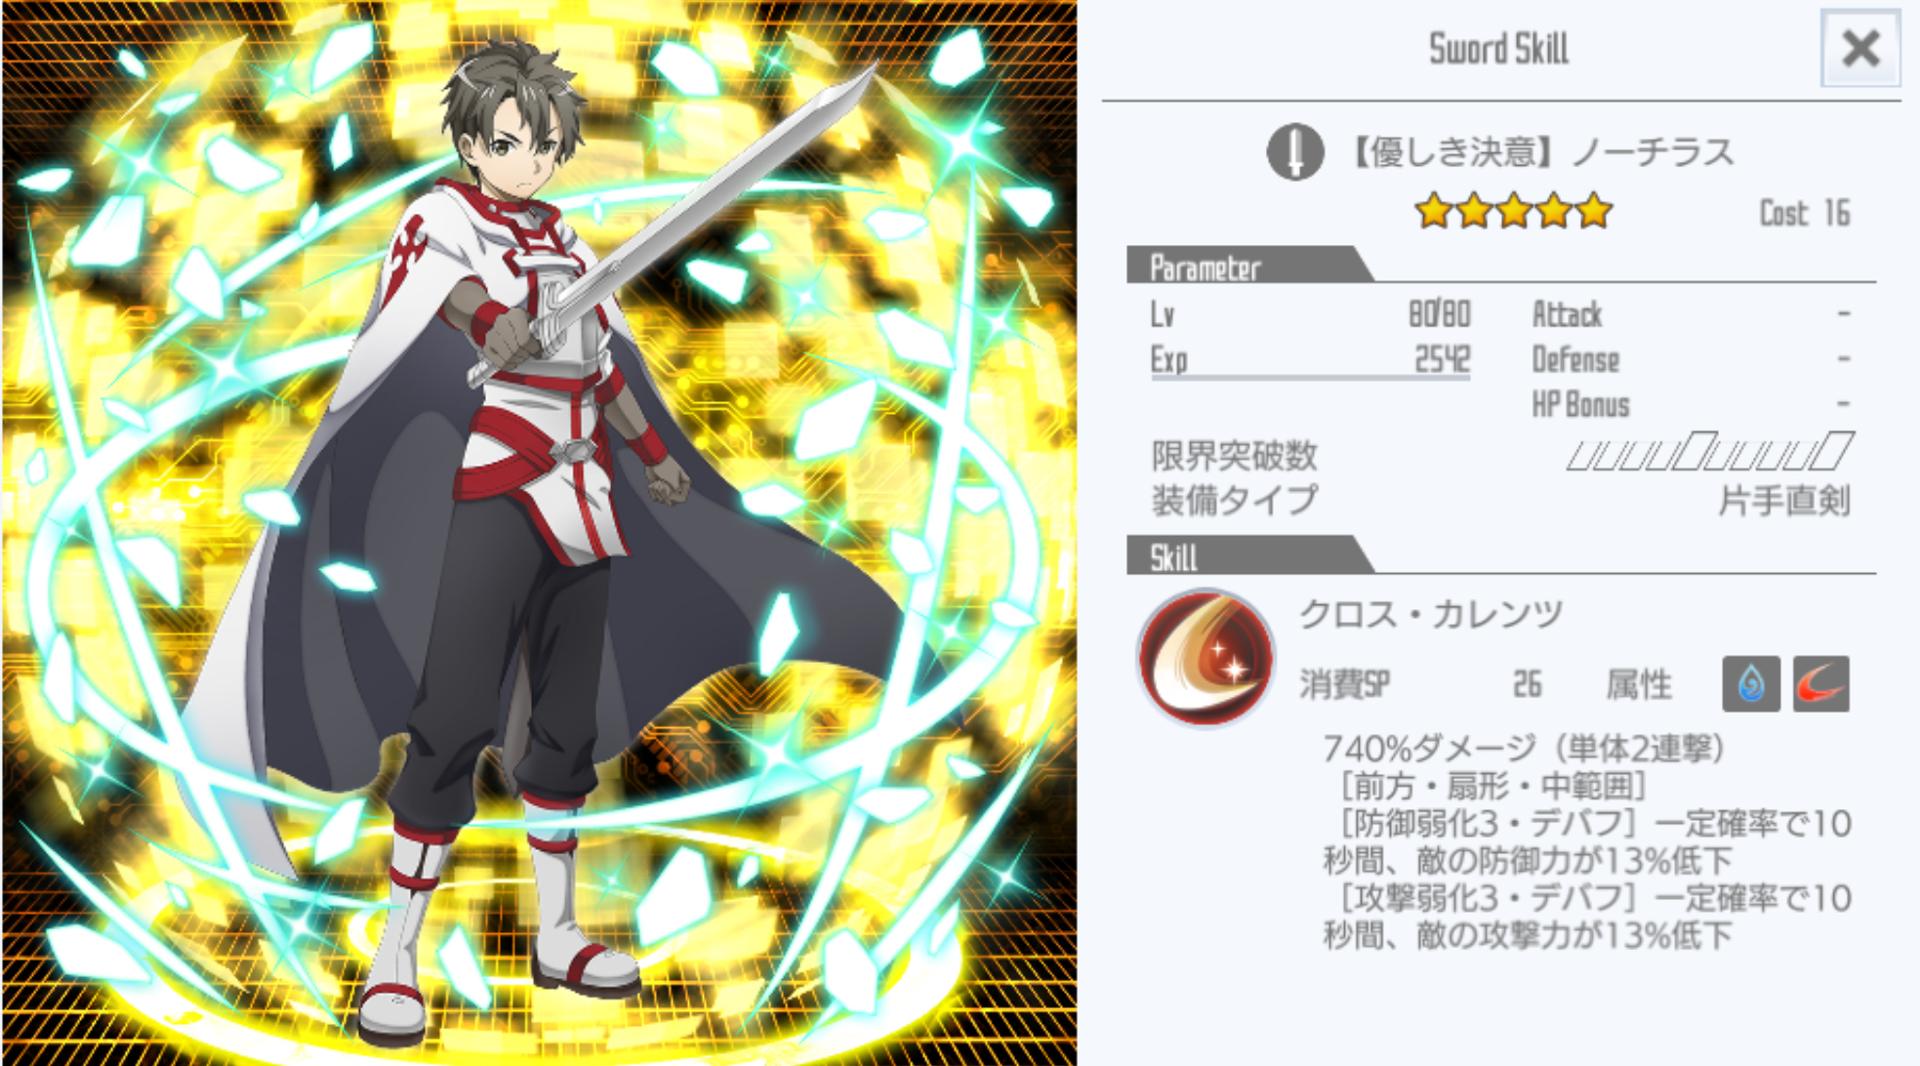 Sword Skill
【優しき決意】ノーチラス
Cost 16
Parameter
Lv 80/80 Attack -
Exp 2542 Defense -
HP Bonus -
限界突破数
装備タイプ 片手直剣
Skill
クロス・カレンツ
消費SP 26 属性
740%ダメージ（単体2連撃）
［前方・扇形・中範囲］
［防御弱化3・デバフ］一定確率で10
秒間、敵の防御力が13%低下
［攻撃弱化3・デバフ］一定確率で10
秒間、敵の攻撃力が13%低下